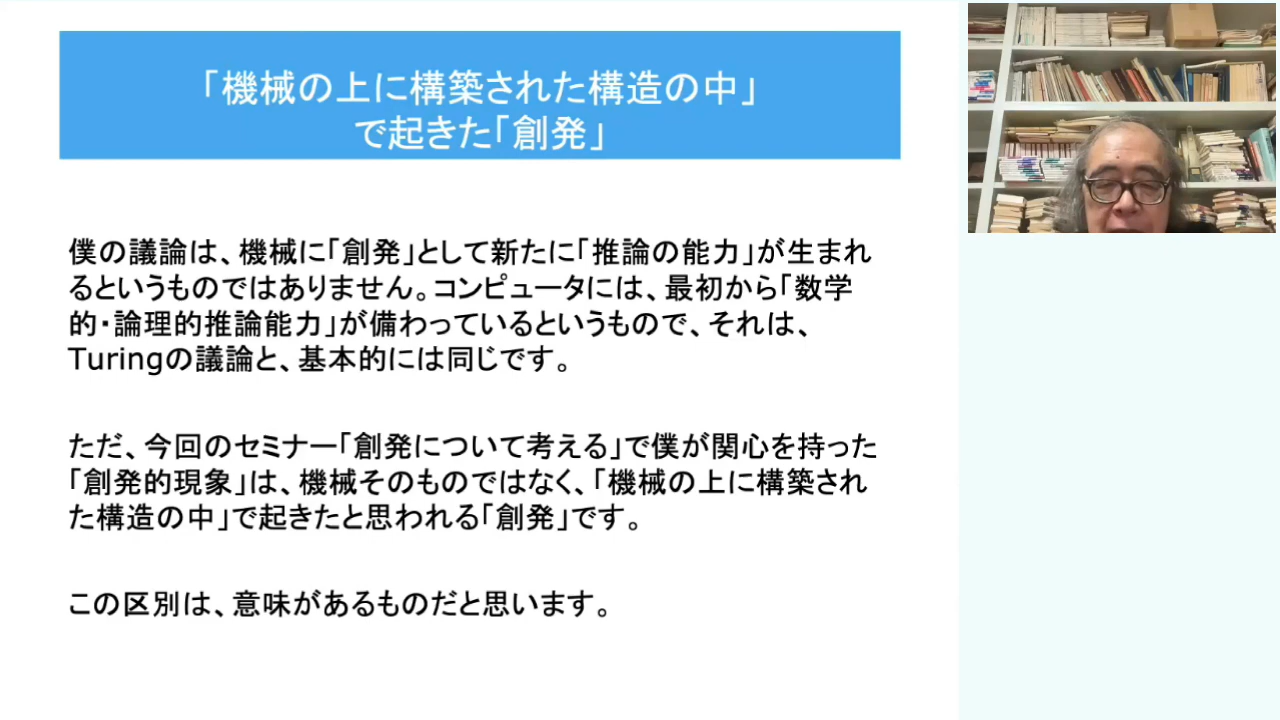 「機械の上に構築された構造の中」
で起きた「創発」
僕の議論は、機械に「創発」として新たに「推論の能力」が生まれ
るというものではありません。コンピュータには、最初から「数学
的・論理的推論能力」が備わっているというもので、それは、
Turingの議論と、基本的には同じです。
ただ、今回のセミナー「創発について考える」で僕が関心を持った
「創発的現象」は、機械そのものではなく、「機械の上に構築され
た構造の中」で起きたと思われる「創発」です。
この区別は、意味があるものだと思います。